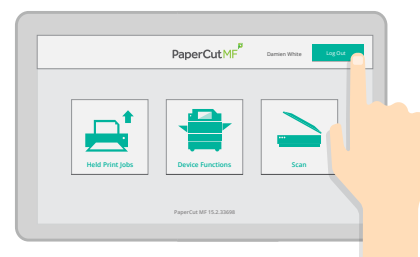 PaperCut MF
Damien White
Log Out
Held Print Jobs
Device Functions
Scan
PaperCut MF 15.2.33698